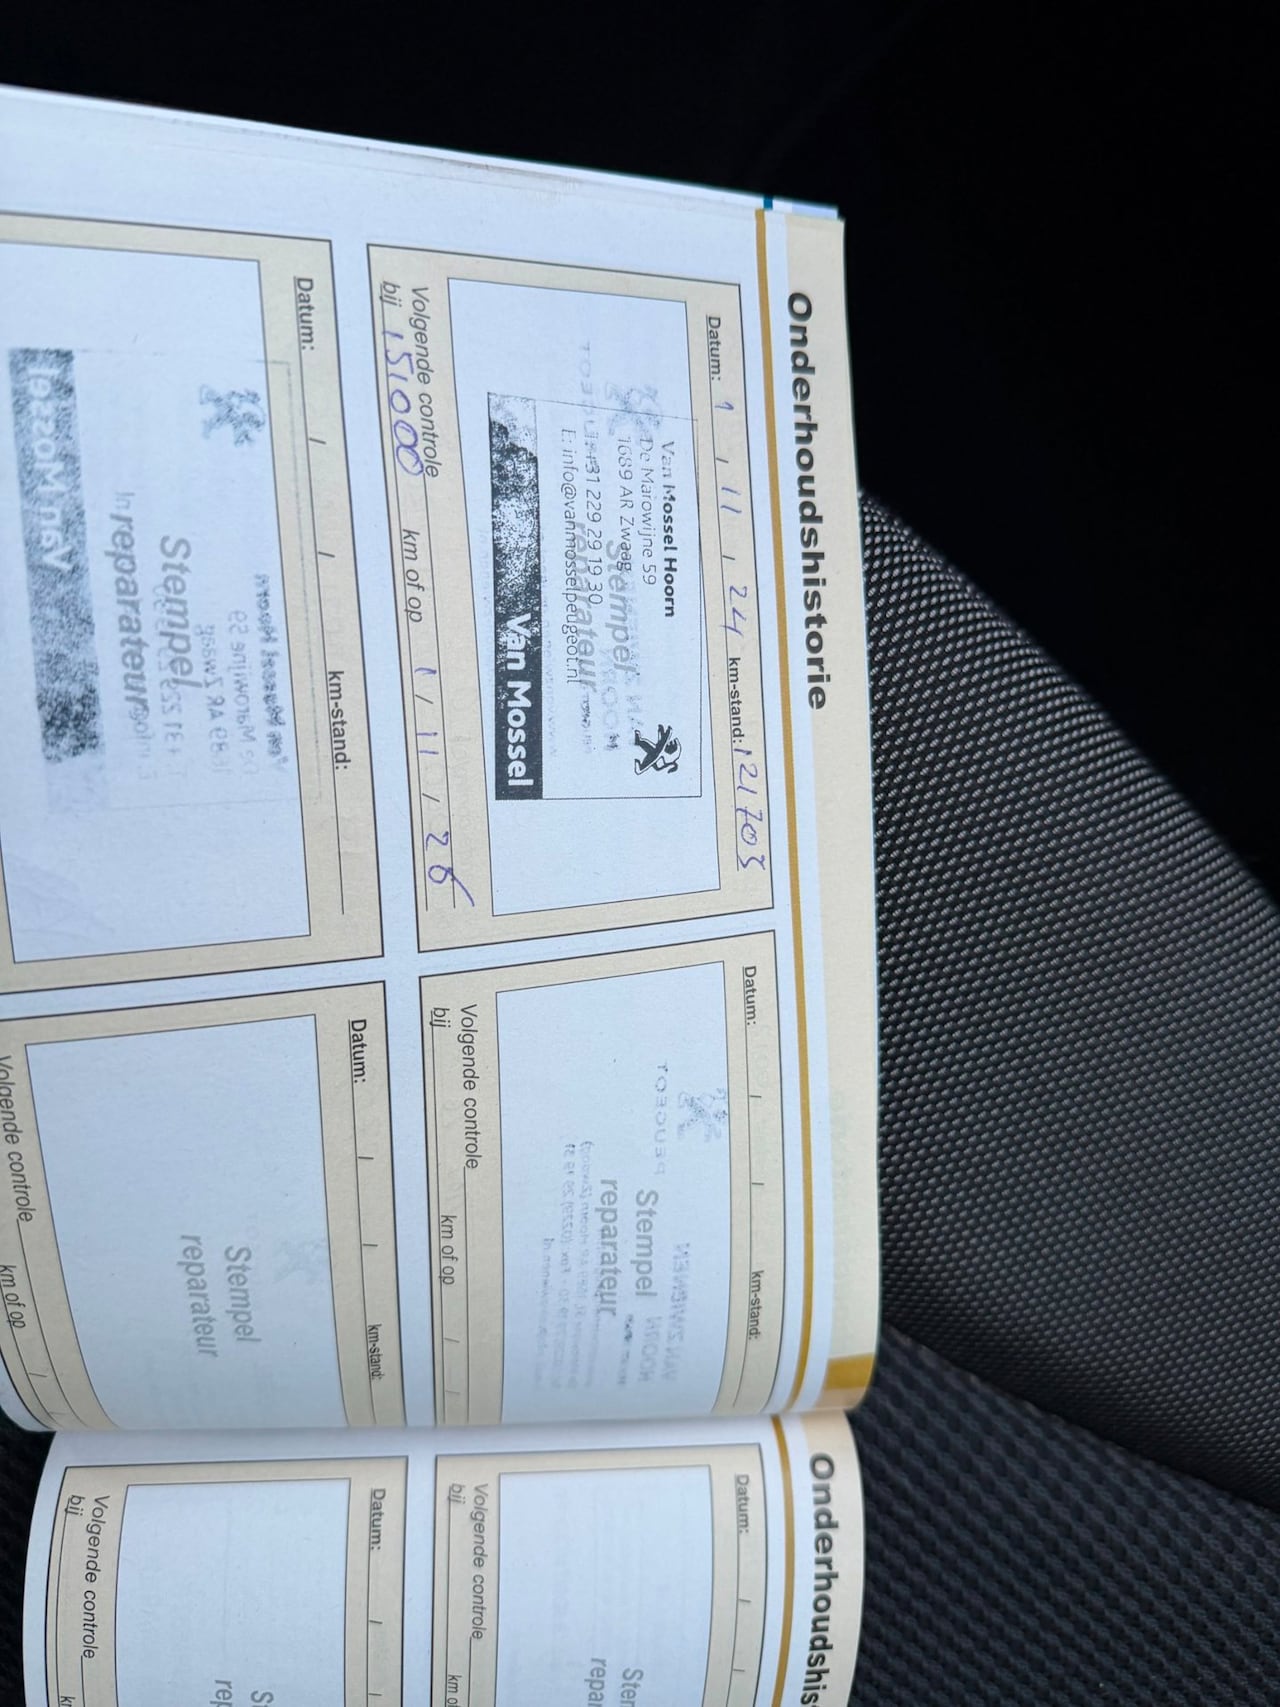 Onderhoudshistorie
Datum: 1 / 11 / 24 km-stand: 121703
Van Mossel Hoorn
De Marowijne 59
1689 AR Zwaag
+31 229 29 19 30
E: info@vanmosselpeugeot.nl
Van Mossel
Stempel
reparateur
Volgende controle
bij 151000 km of op 1 / 11 / 26
Datum: / / km-stand:
Stempel
reparateur
Volgende controle
bij km of op / /
Datum: / / km-stand:
Stempel
reparateur
Van Mossel
Datum: / / km-stand:
Stempel
reparateur
Volgende controle
km of op /
Onderhoudshis
Datum: / /
Volgende controle
bij
Datum: / /
Volgende controle
bij